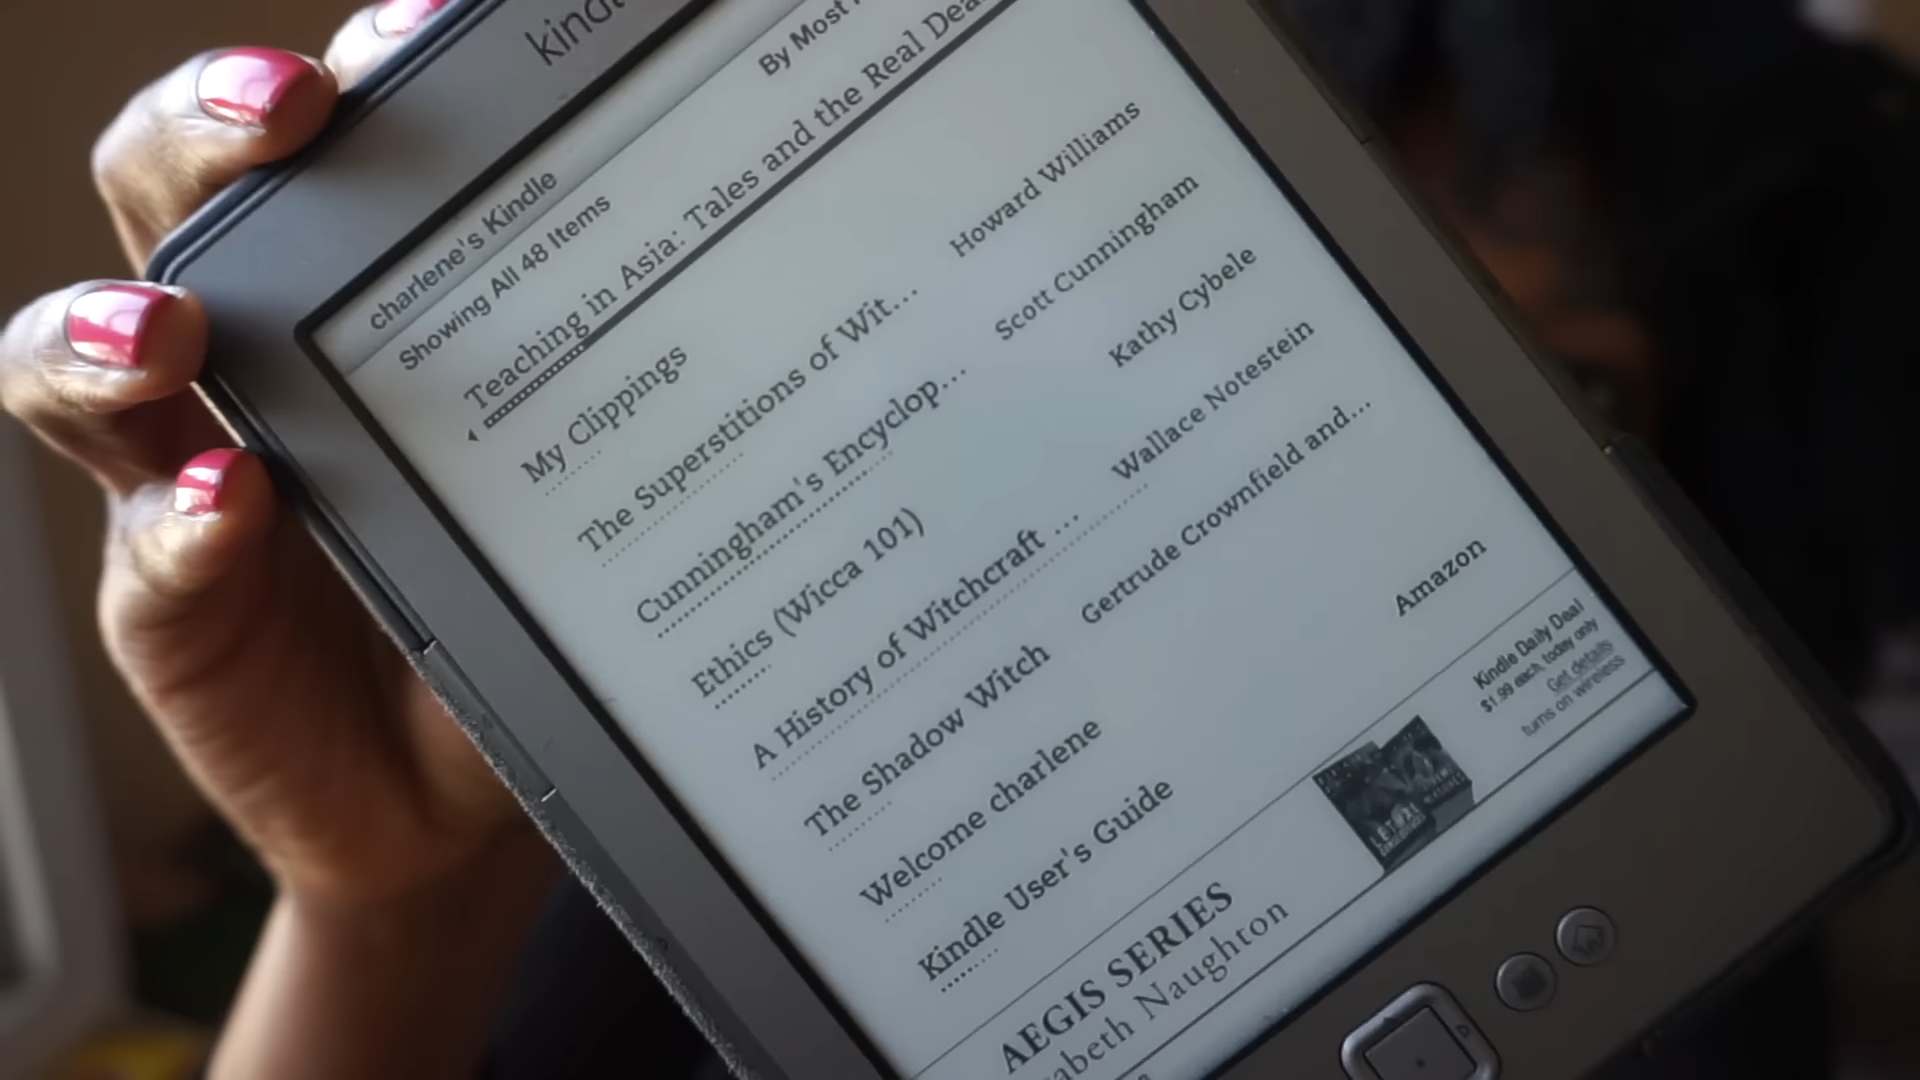 kindle
charlene's Kindle
Showing All 48 Items By Most
Teaching in Asia: Tales and the Real Deal
My Clippings
The Superstitions of Wit... Howard Williams
Cunningham's Encyclop... Scott Cunningham
Ethics (Wicca 101) Kathy Cybele
A History of Witchcraft ... Wallace Notestein
The Shadow Witch Gertrude Crownfield and...
Welcome charlene
Kindle User's Guide Amazon
AEGIS SERIES
abeth Naughton
Kindle Daily Deal
$1.99 each, today only
Get details
turns on wireless